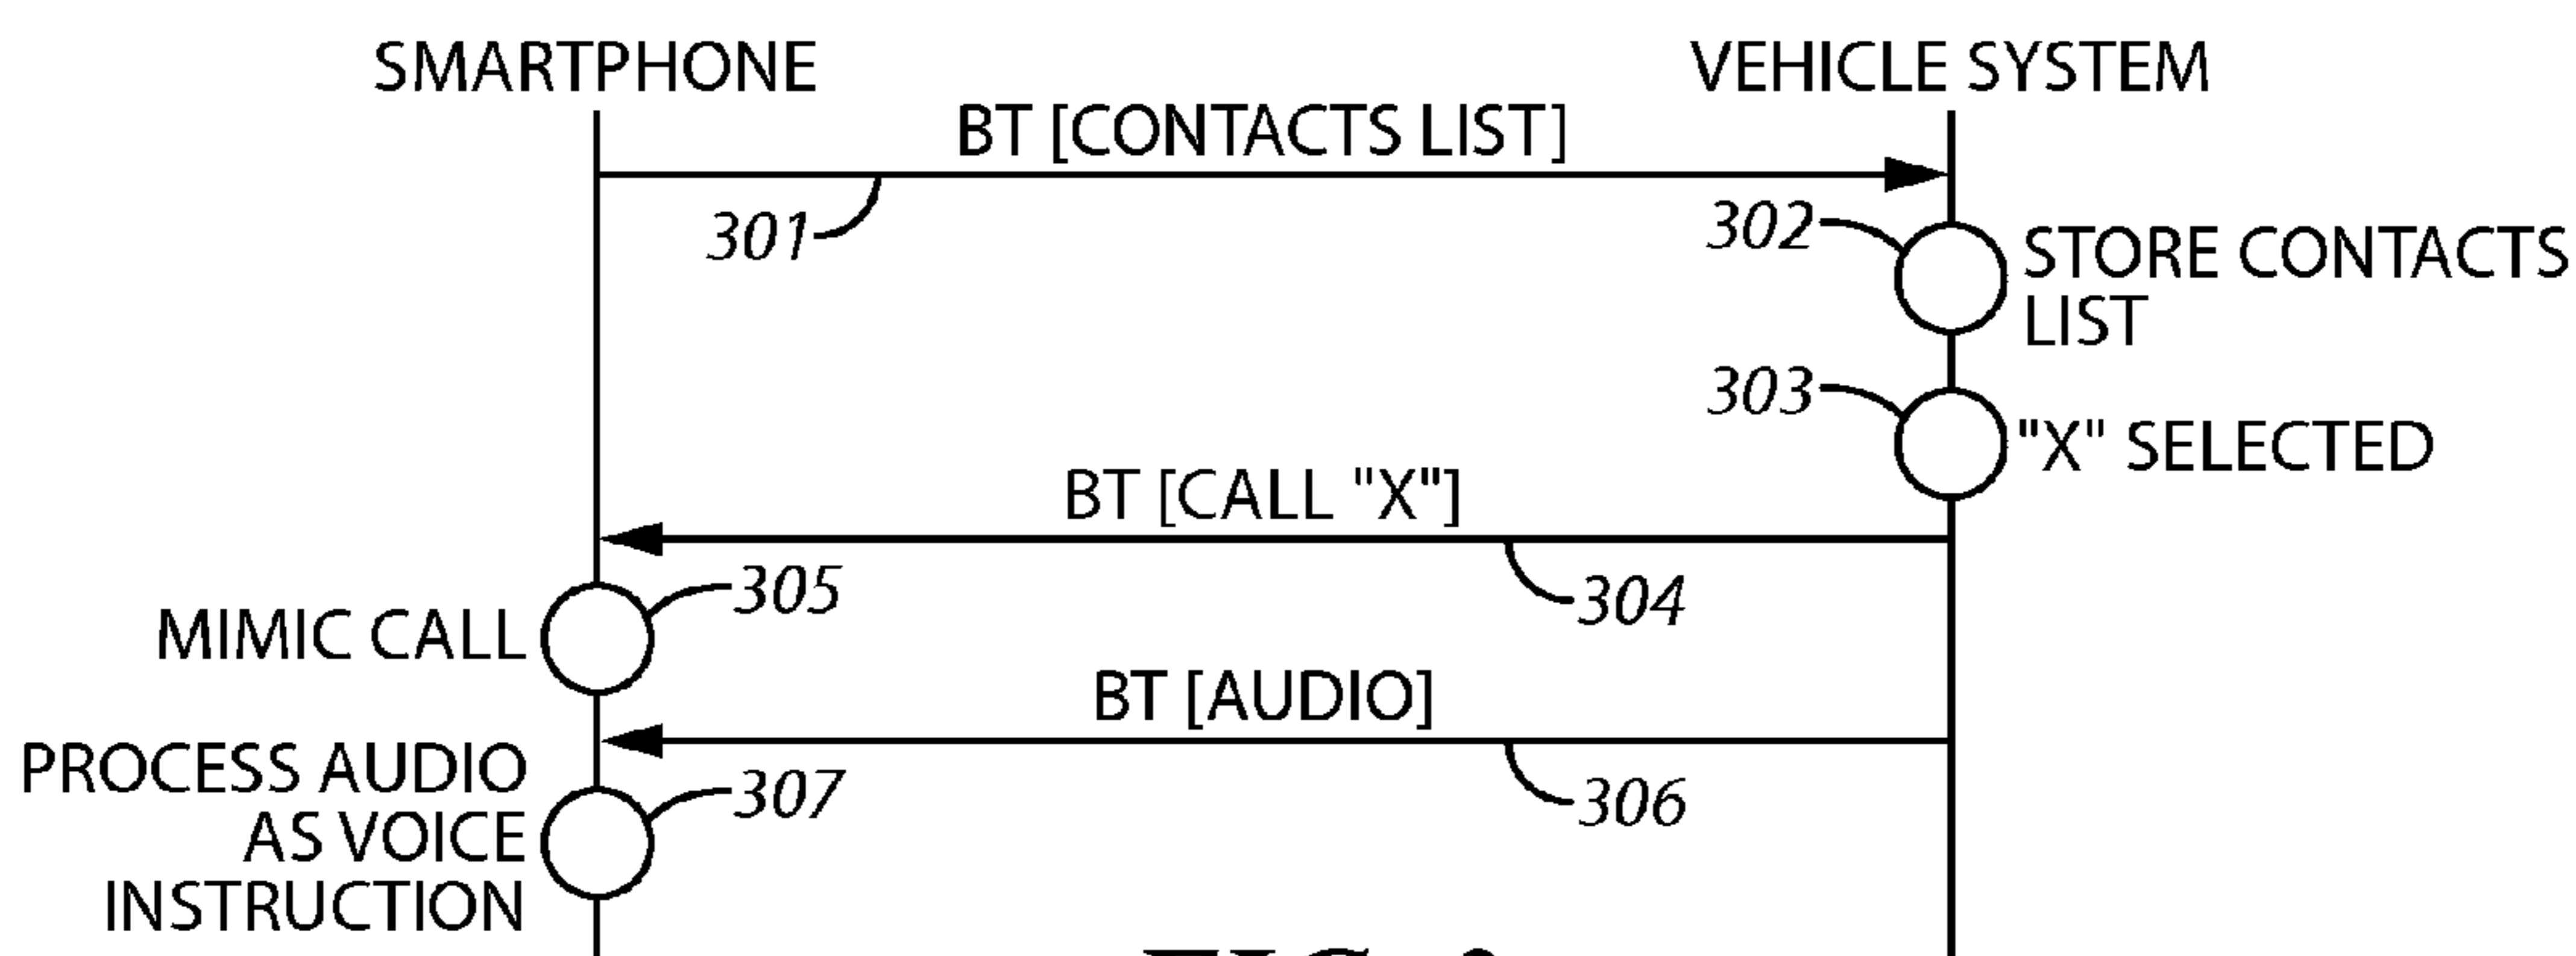 SMARTPHONE
VEHICLE SYSTEM
BT [CONTACTS LIST]
301
302
STORE CONTACTS
LIST
303
"X" SELECTED
BT [CALL "X"]
304
305
MIMIC CALL
BT [AUDIO]
306
PROCESS AUDIO
AS VOICE
INSTRUCTION
307